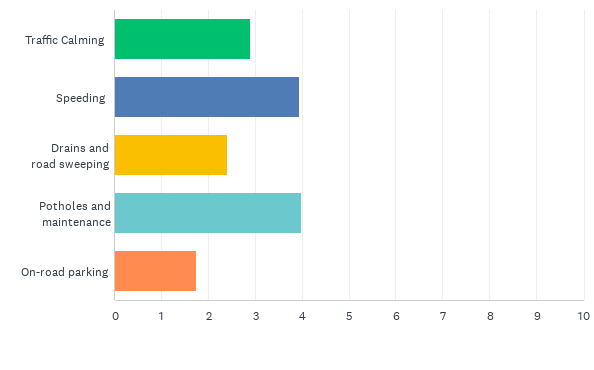 Traffic Calming
Speeding
Drains and
road sweeping
Potholes and
maintenance
On-road parking
0 1 2 3 4 5 6 7 8 9 10